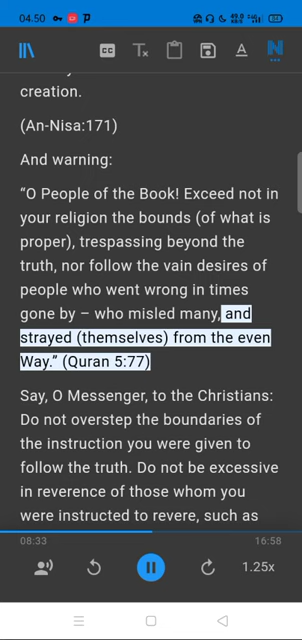 04.50
creation.
(An-Nisa:171)
And warning:
“O People of the Book! Exceed not in
your religion the bounds (of what is
proper), trespassing beyond the
truth, nor follow the vain desires of
people who went wrong in times
gone by – who misled many, and
strayed (themselves) from the even
Way.” (Quran 5:77)
Say, O Messenger, to the Christians:
Do not overstep the boundaries of
the instruction you were given to
follow the truth. Do not be excessive
in reverence of those whom you
were instructed to revere, such as
08:33
16:58
1.25x